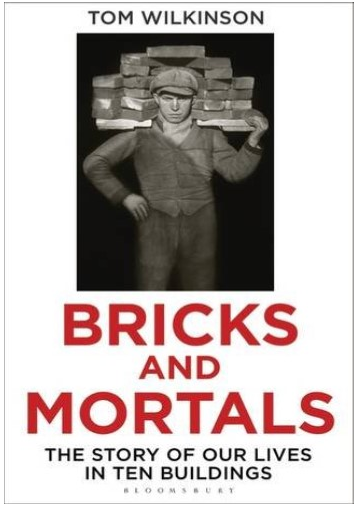 TOM WILKINSON
BRICKS
AND
MORTALS
THE STORY OF OUR LIVES
IN TEN BUILDINGS
BLOOMSBURY